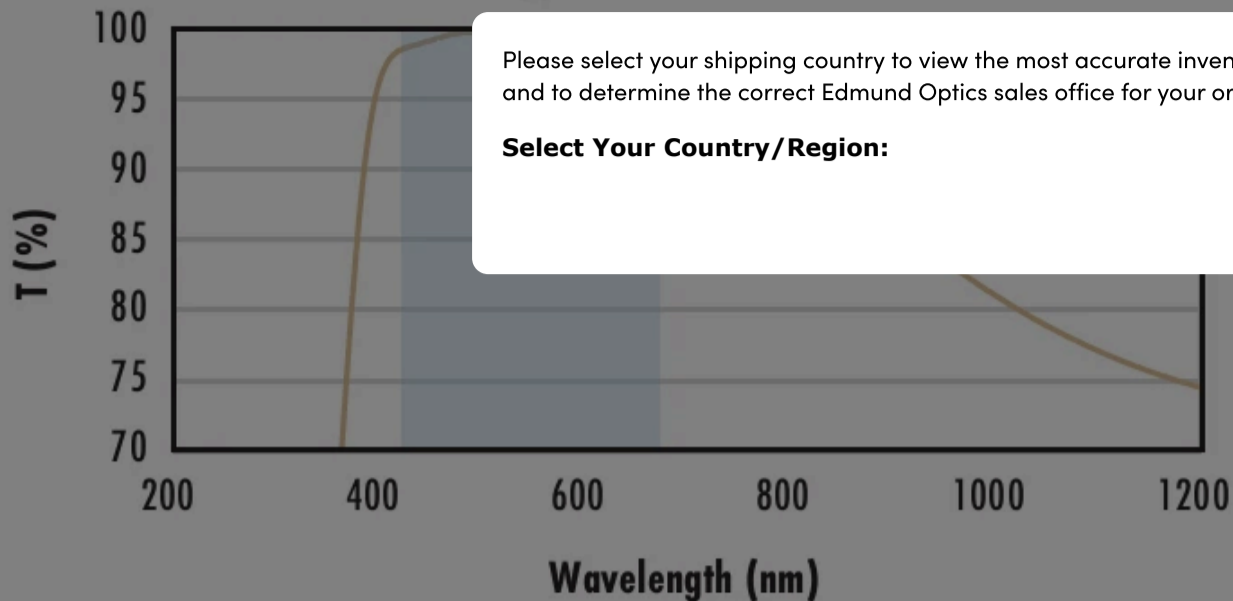 100
95
90
85
80
75
70
T (%)
Please select your shipping country to view the most accurate inven
and to determine the correct Edmund Optics sales office for your or
Select Your Country/Region:
200 400 600 800 1000 1200
Wavelength (nm)